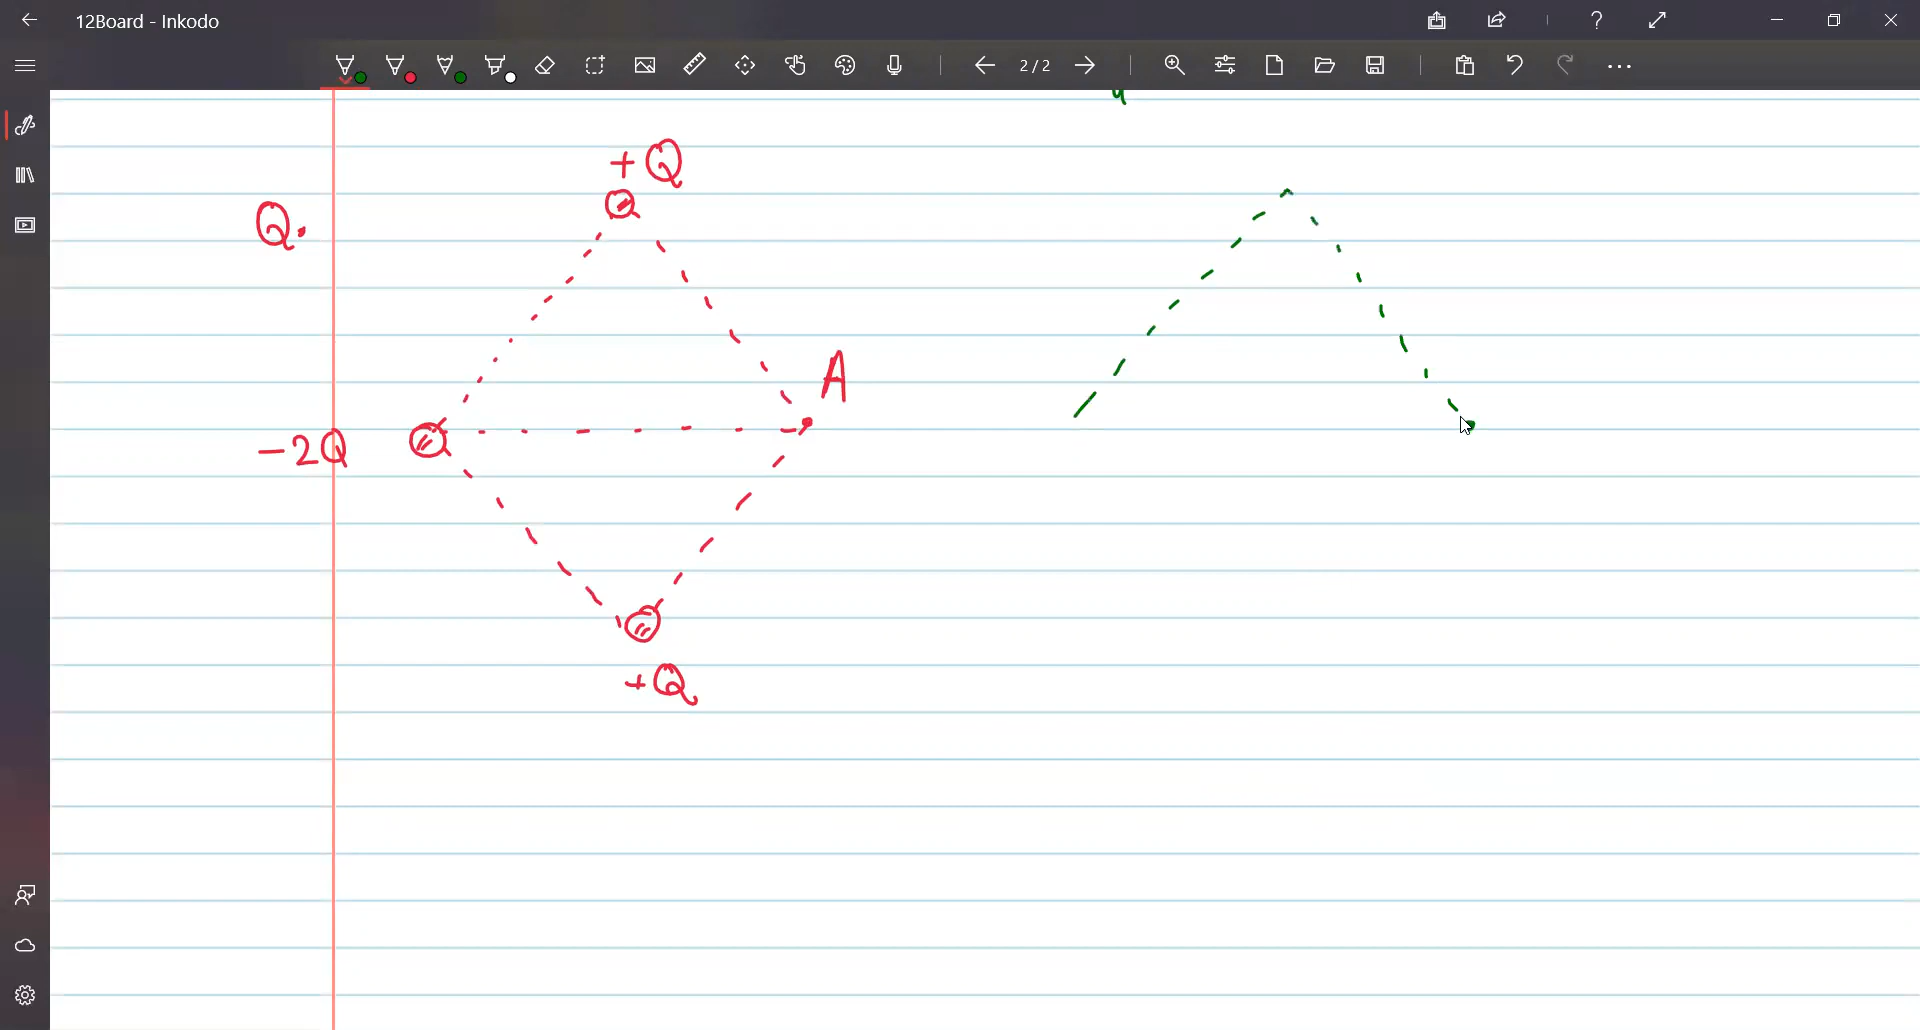 12Board - Inkodo
2 / 2
+Q
Q.
A
-2Q
+Q